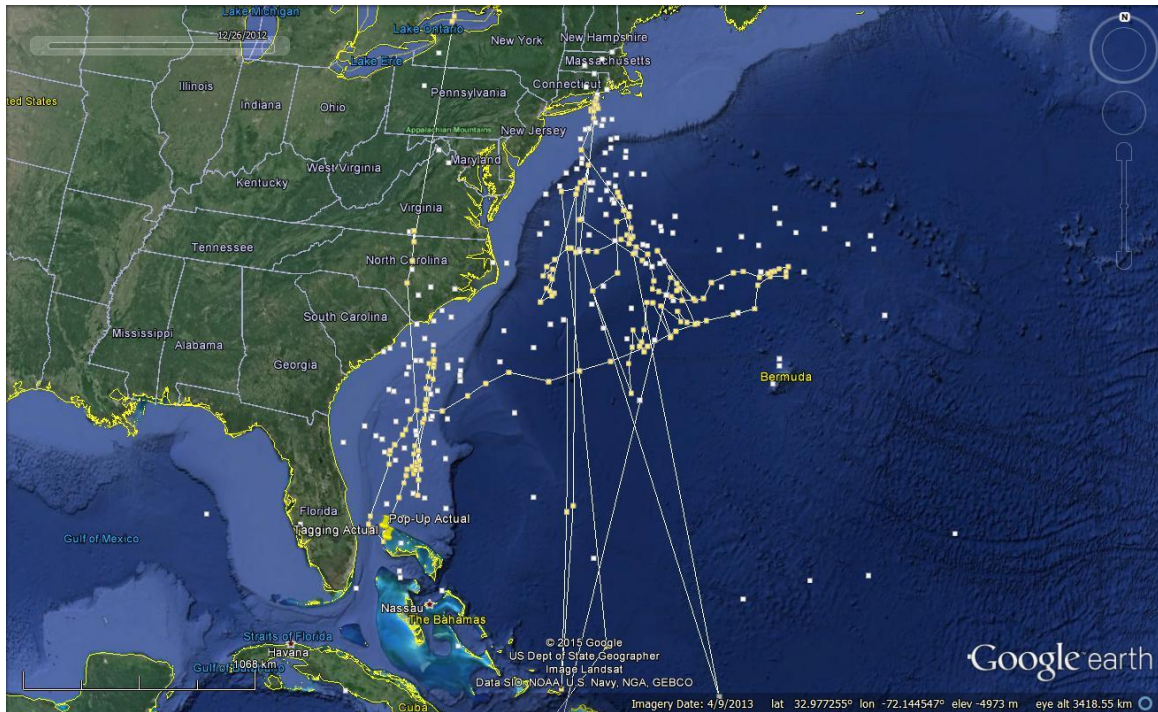 Lake Michigan
Lake Ontario
12/26/2012
New York
New Hampshire
Lake Erie
Massachusetts
Illinois
Connecticut
Pennsylvania
ted States
Indiana
Ohio
Appalachian Mountains
New Jersey
Maryland
West Virginia
Kentucky
Virginia
Tennessee
North Carolina
South Carolina
Mississippi
Alabama
Georgia
Bermuda
Florida
Pop-Up Actual
Tagging Actual
Gulf of Mexico
Nassau
The Bahamas
Straits of Florida
Havana
1068 km
Cuba
© 2015 Google
US Dept of State Geographer
Image Landsat
Data SIO, NOAA, U.S. Navy, NGA, GEBCO
Google earth
Imagery Date: 4/9/2013 lat 32.977255° lon -72.144547° elev -4973 m eye alt 3418.55 km
N